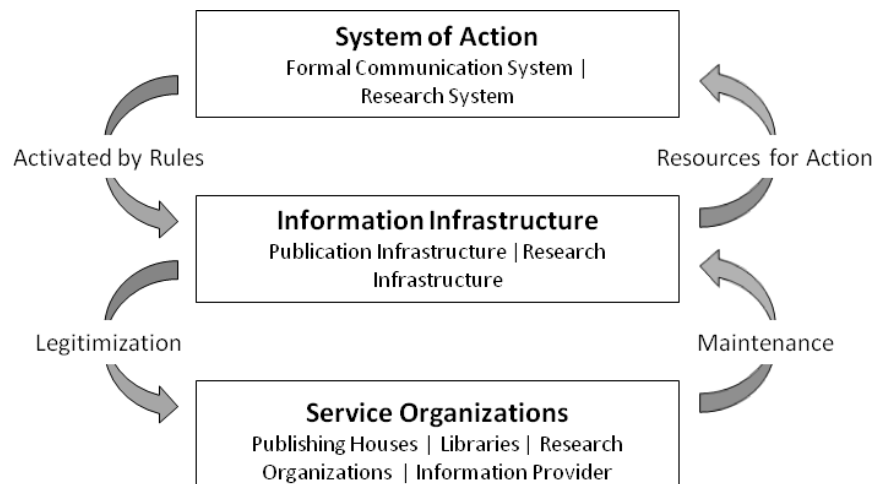 System of Action
Formal Communication System |
Research System
Activated by Rules
Resources for Action
Information Infrastructure
Publication Infrastructure | Research
Infrastructure
Legitimization
Maintenance
Service Organizations
Publishing Houses | Libraries | Research
Organizations | Information Provider